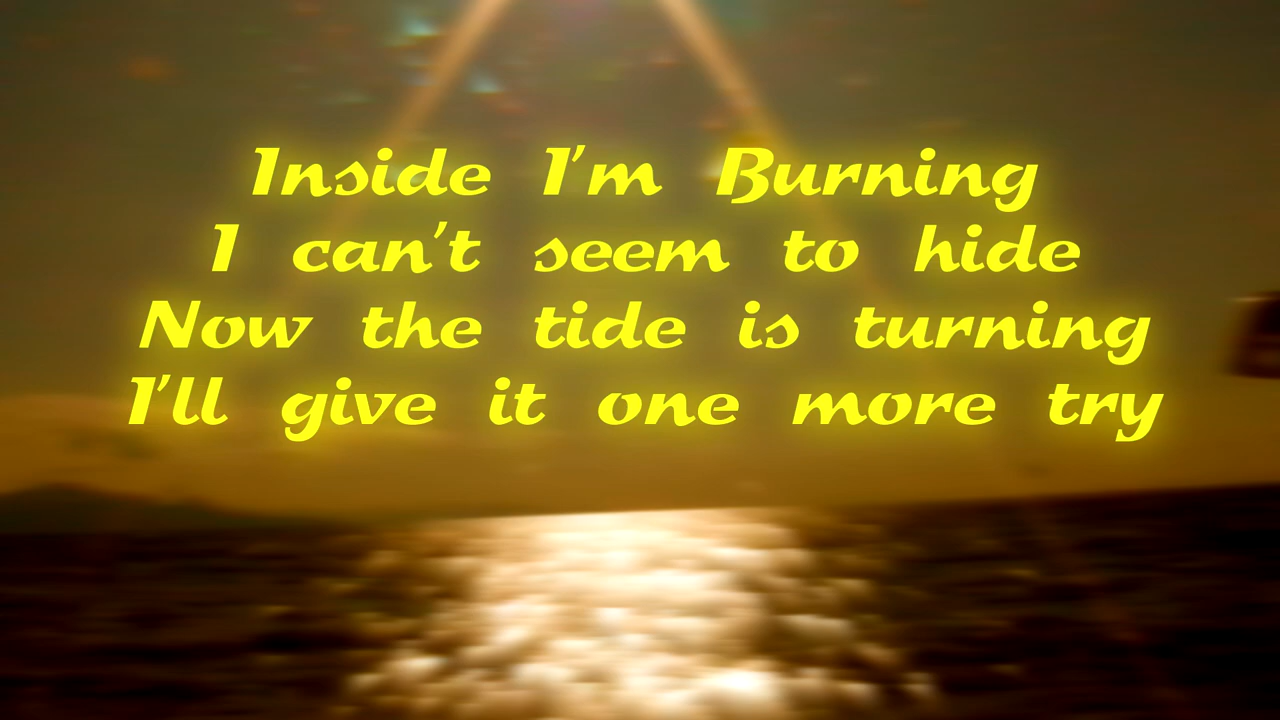 Inside I'm Burning
I can't seem to hide
Now the tide is turning
I'll give it one more try